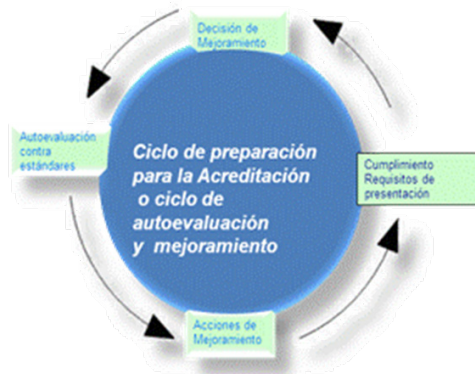 Decisión de
Mejoramiento
Autoevaluación
contra
estándares
Ciclo de preparación
para la Acreditación
o ciclo de
autoevaluación
y mejoramiento
Cumplimiento
Requisitos de
presentación
Acciones de
Mejoramiento